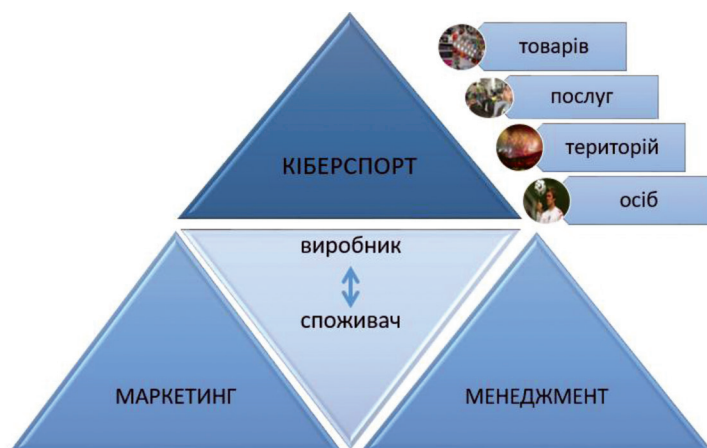 товарів
послуг
територій
осіб
КІБЕРСПОРТ
виробник
споживач
МАРКЕТИНГ
МЕНЕДЖМЕНТ